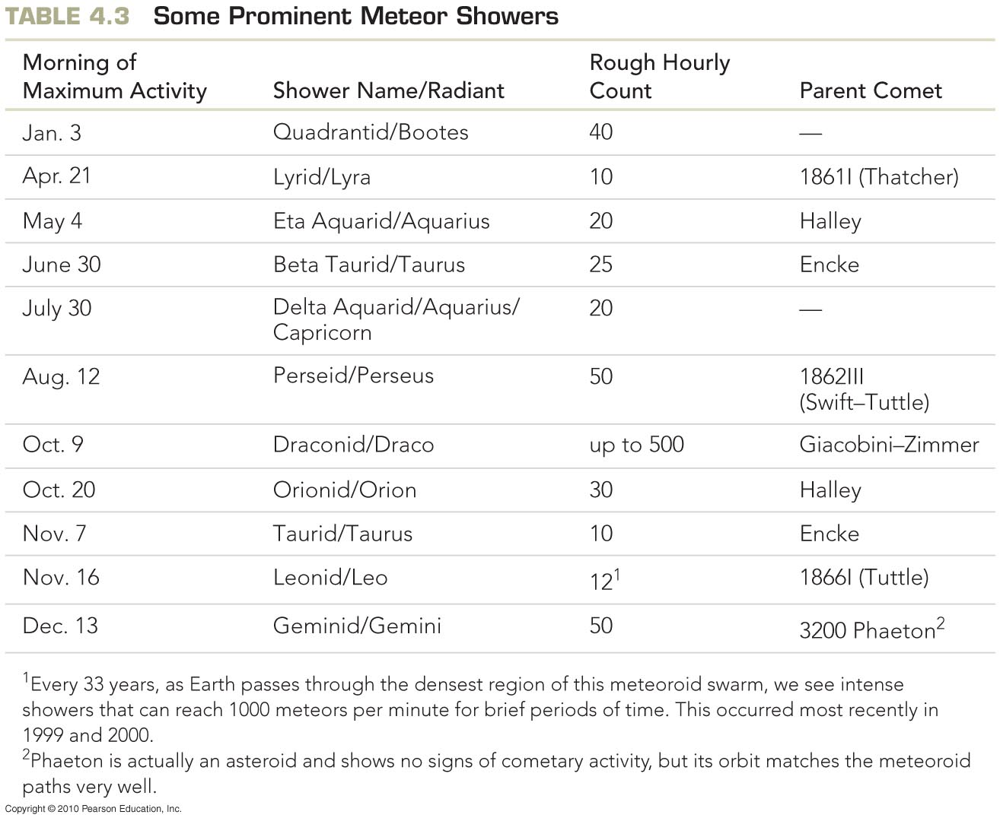 TABLE 4.3 Some Prominent Meteor Showers
Morning of Maximum Activity Shower Name/Radiant Rough Hourly Count Parent Comet
Jan. 3 Quadrantid/Bootes 40 —
Apr. 21 Lyrid/Lyra 10 1861I (Thatcher)
May 4 Eta Aquarid/Aquarius 20 Halley
June 30 Beta Taurid/Taurus 25 Encke
July 30 Delta Aquarid/Aquarius/ 20 —
Capricorn
Aug. 12 Perseid/Perseus 50 1862III
(Swift–Tuttle)
Oct. 9 Draconid/Draco up to 500 Giacobini–Zimmer
Oct. 20 Orionid/Orion 30 Halley
Nov. 7 Taurid/Taurus 10 Encke
Nov. 16 Leonid/Leo 12¹ 1866I (Tuttle)
Dec. 13 Geminid/Gemini 50 3200 Phaeton²
¹Every 33 years, as Earth passes through the densest region of this meteoroid swarm, we see intense
showers that can reach 1000 meteors per minute for brief periods of time. This occurred most recently in
1999 and 2000.
²Phaeton is actually an asteroid and shows no signs of cometary activity, but its orbit matches the meteoroid
paths very well.
Copyright © 2010 Pearson Education, Inc.